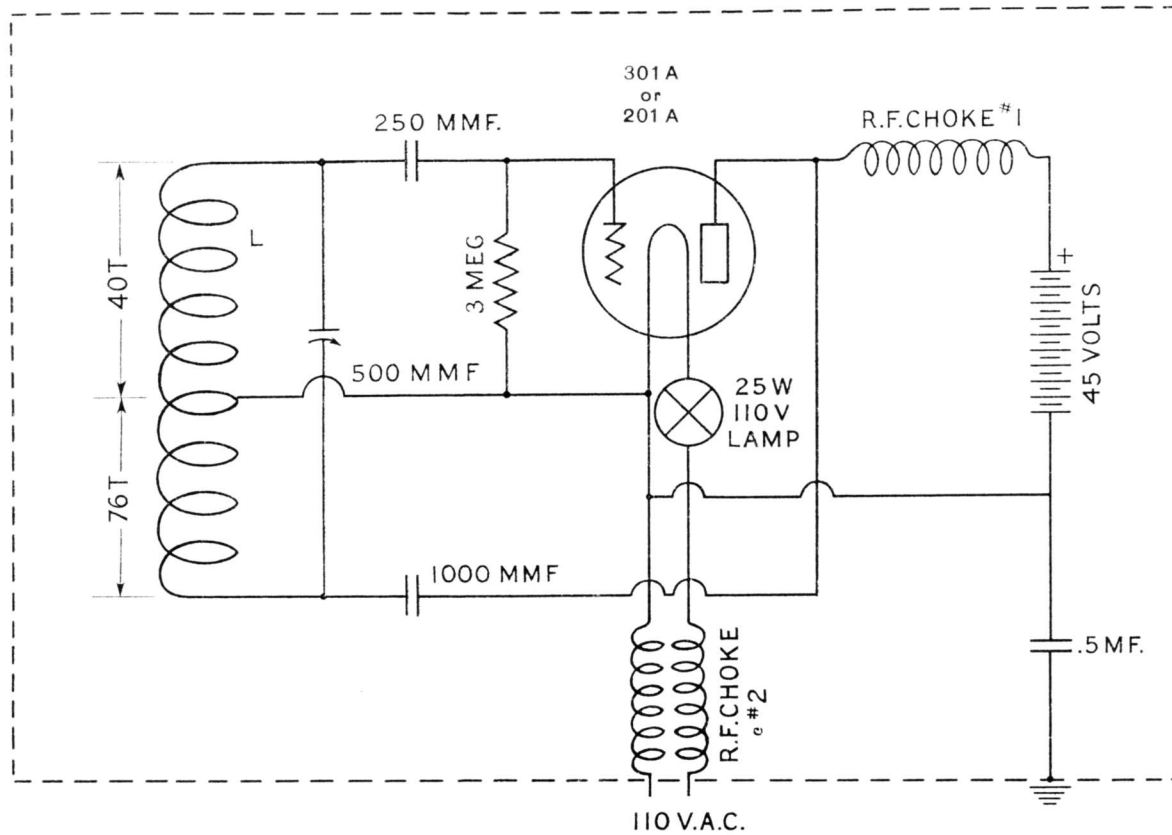 301A
or
201A
R.F. CHOKE #1
250 MMF.
L
40T
3 MEG
+
45 VOLTS
500 MMF
25W
110V
LAMP
76T
1000 MMF
R.F. CHOKE
#2
.5 MF.
110 V.A.C.